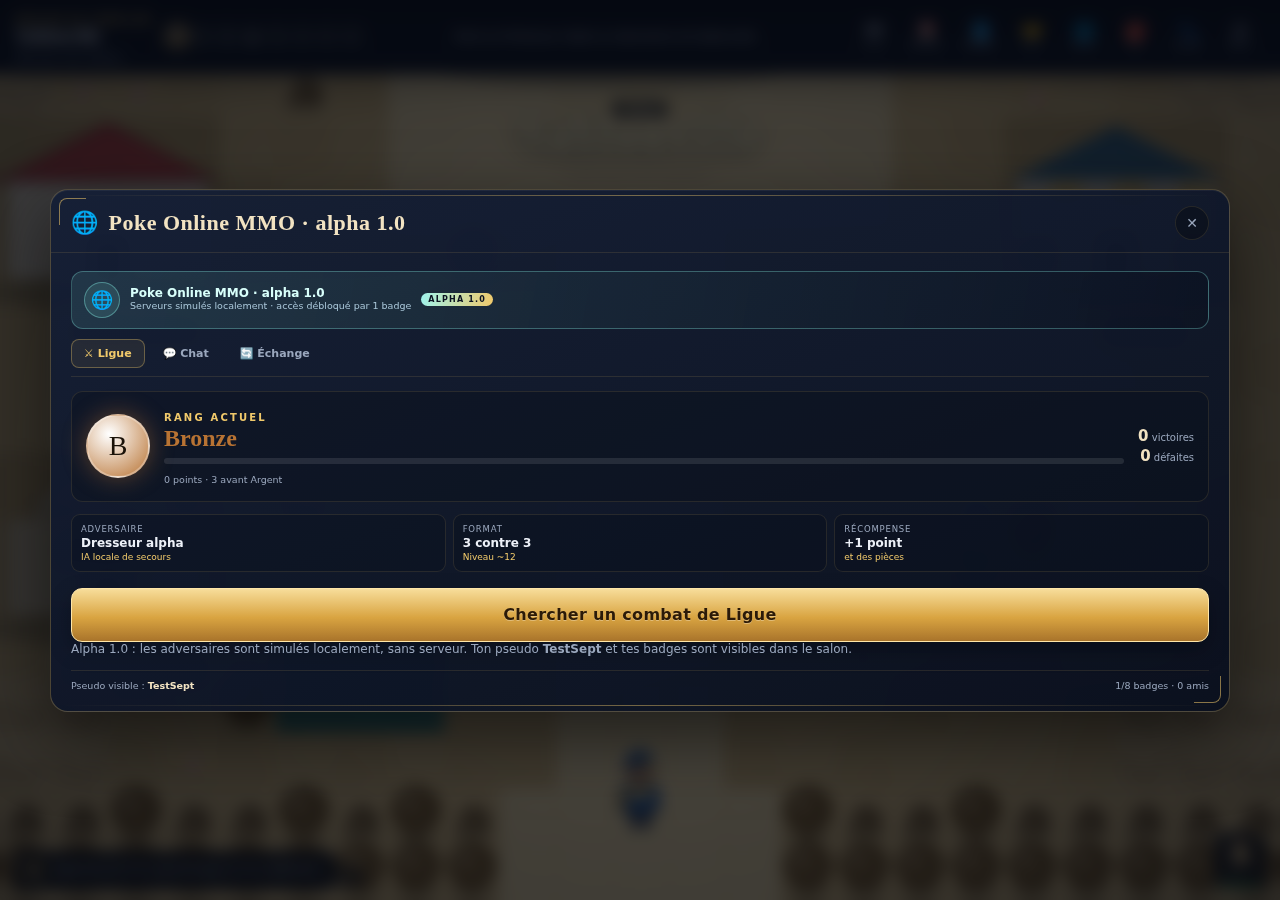 🌐 Poke Online MMO · alpha 1.0
✕
🌐 Poke Online MMO · alpha 1.0
Serveurs simulés localement · accès débloqué par 1 badge
ALPHA 1.0
⚔ Ligue 💬 Chat 🔄 Échange
B
RANG ACTUEL
Bronze
0 points · 3 avant Argent
0 victoires
0 défaites
ADVERSAIRE
Dresseur alpha
IA locale de secours
FORMAT
3 contre 3
Niveau ~12
RÉCOMPENSE
+1 point
et des pièces
Chercher un combat de Ligue
Alpha 1.0 : les adversaires sont simulés localement, sans serveur. Ton pseudo TestSept et tes badges sont visibles dans le salon.
Pseudo visible : TestSept
1/8 badges · 0 amis